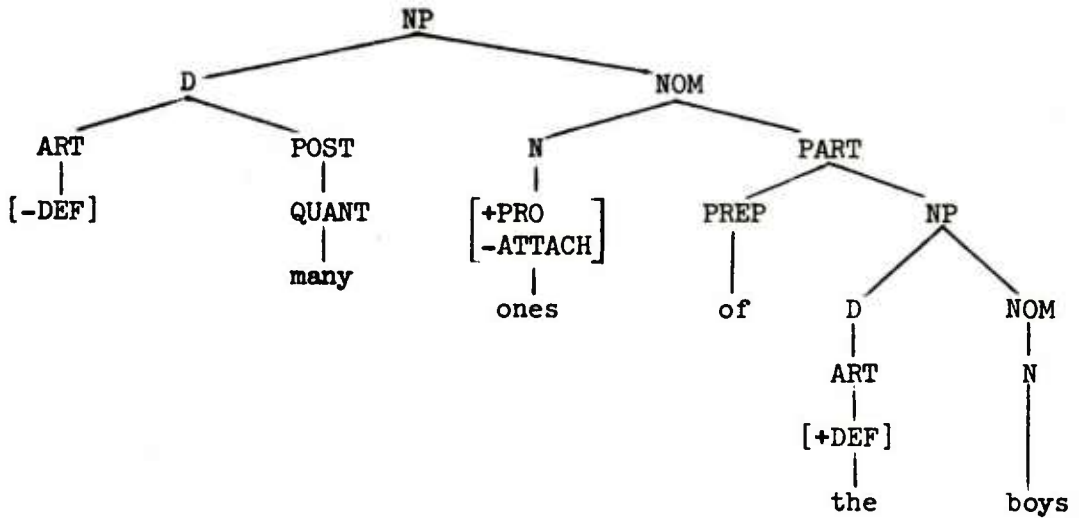 NP
D NOM
ART POST N PART
[-DEF] QUANT [+PRO PREP NP
-ATTACH]
many
ones of D NOM
ART N
[+DEF]
the boys